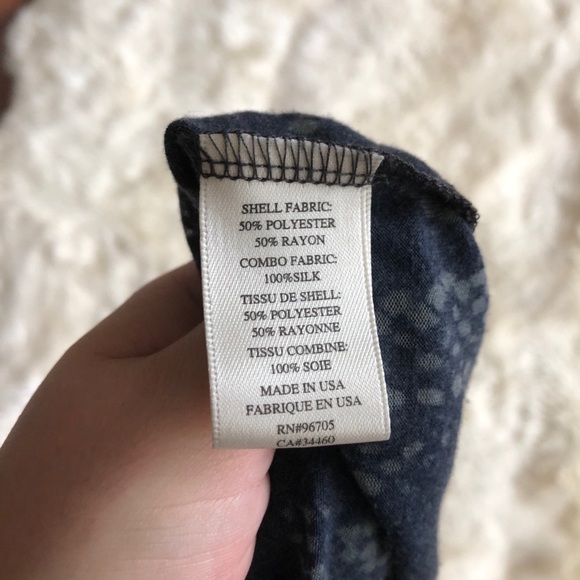 SHELL FABRIC:
50% POLYESTER
50% RAYON
COMBO FABRIC:
100%SILK
TISSU DE SHELL:
50% POLYESTER
50% RAYONNE
TISSU COMBINE:
100% SOIE
MADE IN USA
FABRIQUE EN USA
RN#96705
CA#34460